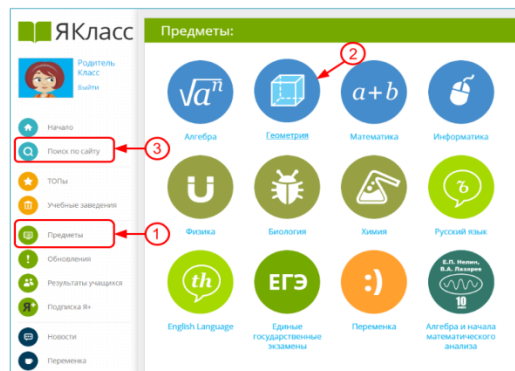 ЯКласс
Родитель
Класс
Выйти
Начало
Поиск по сайту
ТОПы
Учебные заведения
Предметы
Обновления
Результаты учащихся
Я+
Подписка Я+
Новости
Переменка
Предметы:
1
2
3
√aⁿ
Алгебра
Геометрия
a+b
Математика
Информатика
Физика
Биология
Химия
Ъ
Русский язык
th
English Language
ЕГЭ
Единые
государственные
экзамены
:)
Переменка
Е.П. Нелин,
В.А. Лазарев
10
класс
Алгебра и начала
математического
анализа